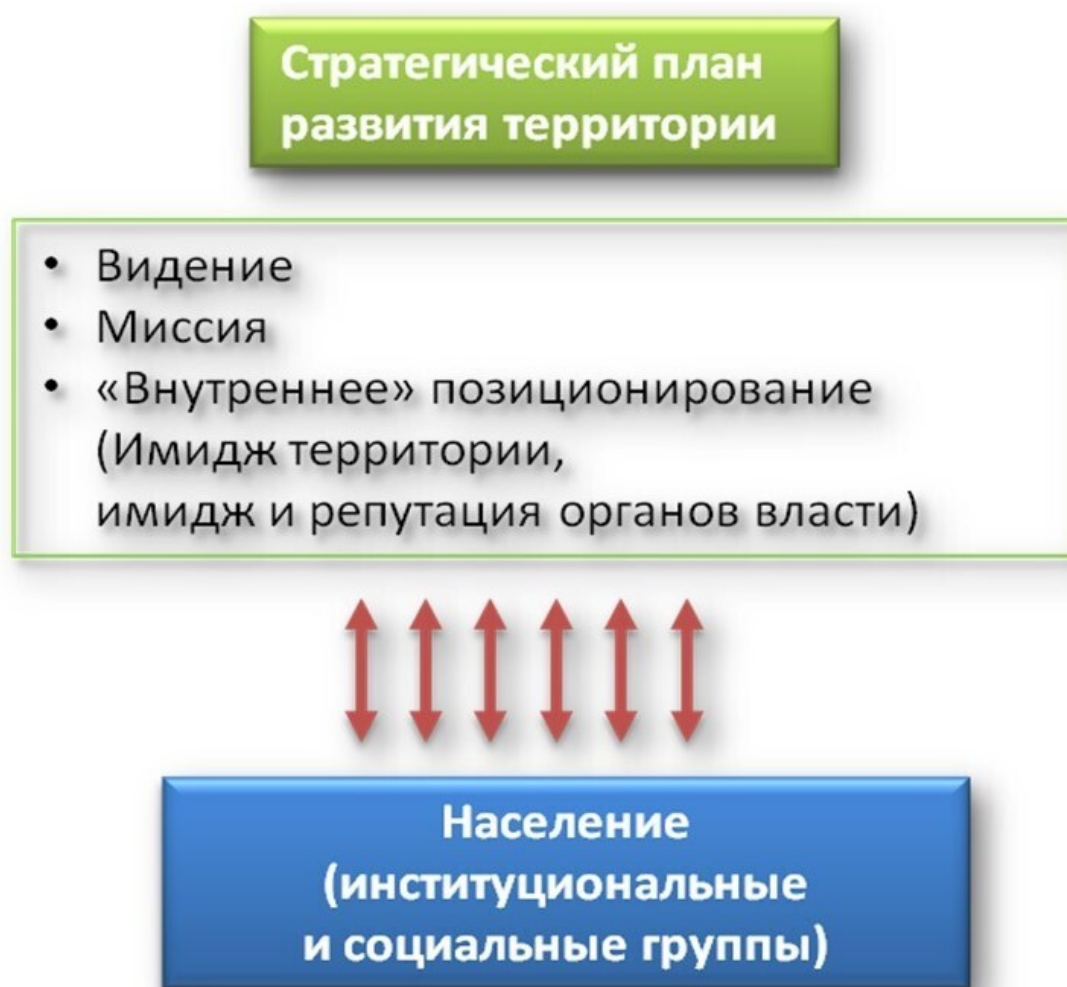 Стратегический план
развития территории
• Видение
• Миссия
• «Внутреннее» позиционирование
(Имидж территории,
имидж и репутация органов власти)
Население
(институциональные
и социальные группы)